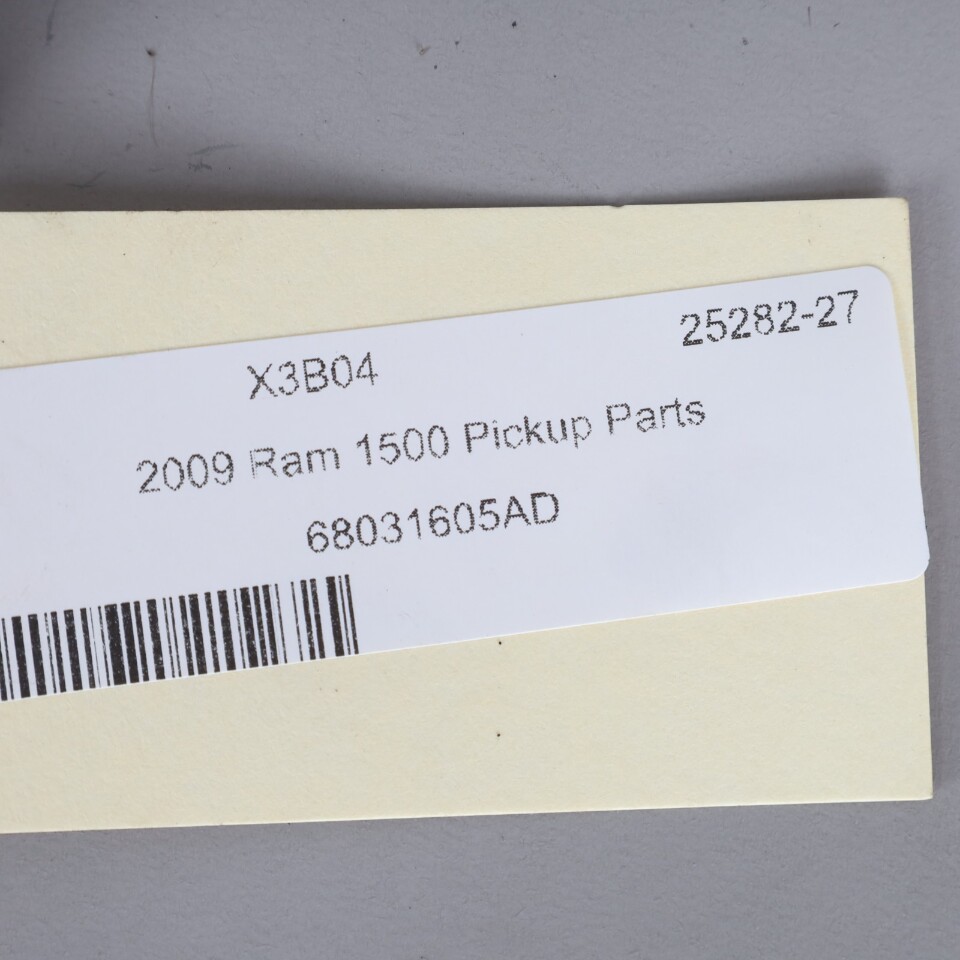 25282-27
X3B04
2009 Ram 1500 Pickup Parts
68031605AD